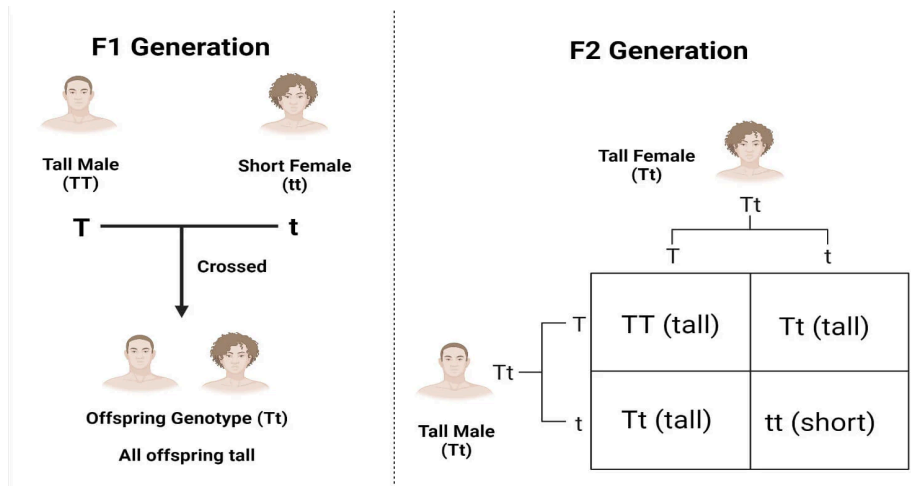 F1 Generation
Tall Male
(TT)
Short Female
(tt)
T
t
Crossed
Offspring Genotype (Tt)
All offspring tall
F2 Generation
Tall Female
(Tt)
Tt
T
t
T
TT (tall)
Tt (tall)
Tt
t
Tt (tall)
tt (short)
Tall Male
(Tt)